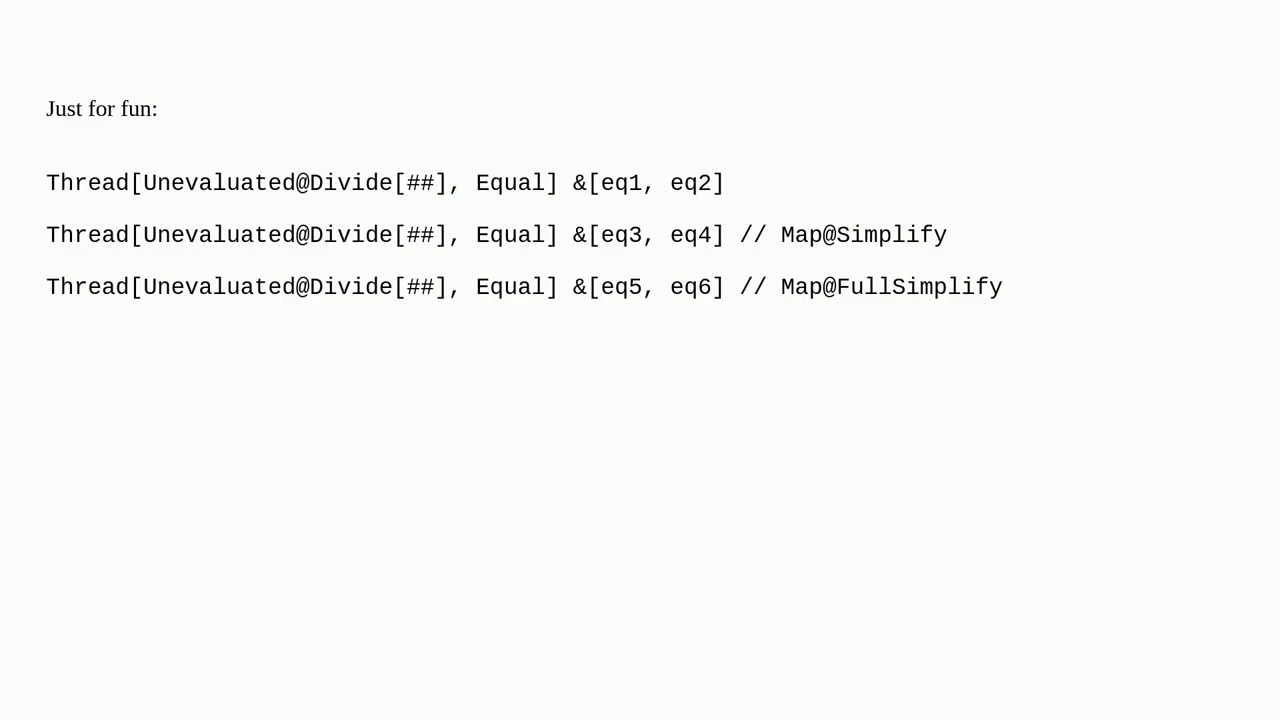 Just for fun:
Thread[Unevaluated@Divide[##], Equal] &[eq1, eq2]
Thread[Unevaluated@Divide[##], Equal] &[eq3, eq4] // Map@Simplify
Thread[Unevaluated@Divide[##], Equal] &[eq5, eq6] // Map@FullSimplify